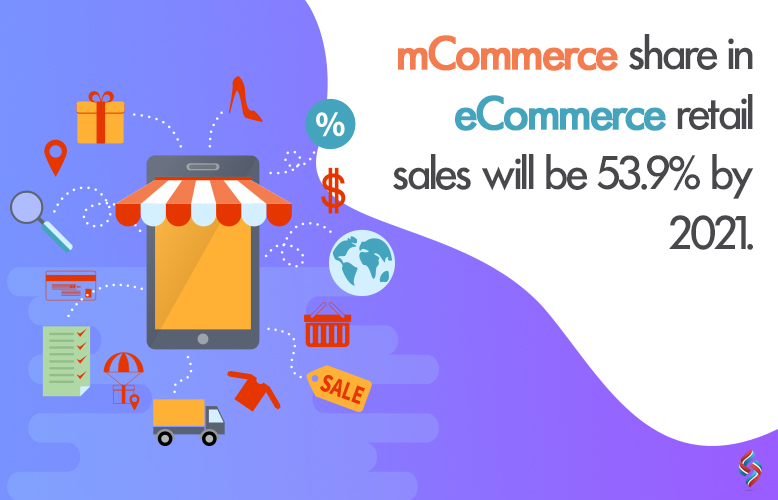 mCommerce share in
eCommerce retail
sales will be 53.9% by
2021.
%
$
SALE